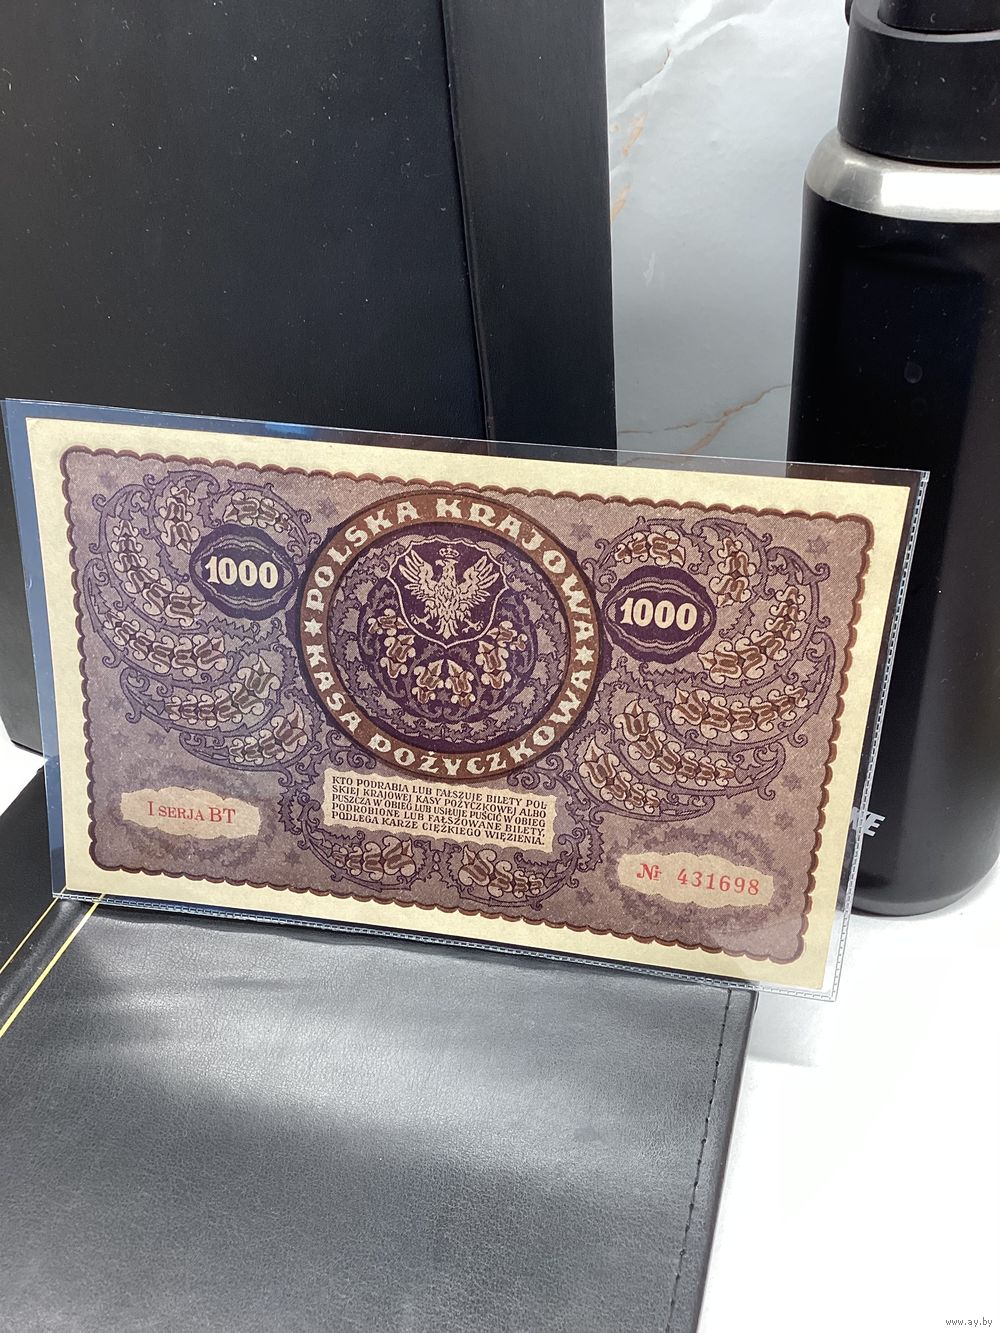 POLSKA KRAJOWA
KASA POŻYCZKOWA
1000
1000
KTO PODRABIA LUB FAŁSZUJE BILETY POL-
SKIEJ KRAJOWEJ KASY POŻYCZKOWEJ ALBO
PUSZCZA W OBIEG LUB USIŁUJE PUŚCIĆ W OBIEG
PODROBIONE LUB FAŁSZOWANE BILETY,
PODLEGA KARZE CIĘŻKIEGO WIĘZIENIA.
I SERJA BT
№ 431698
www.ay.by